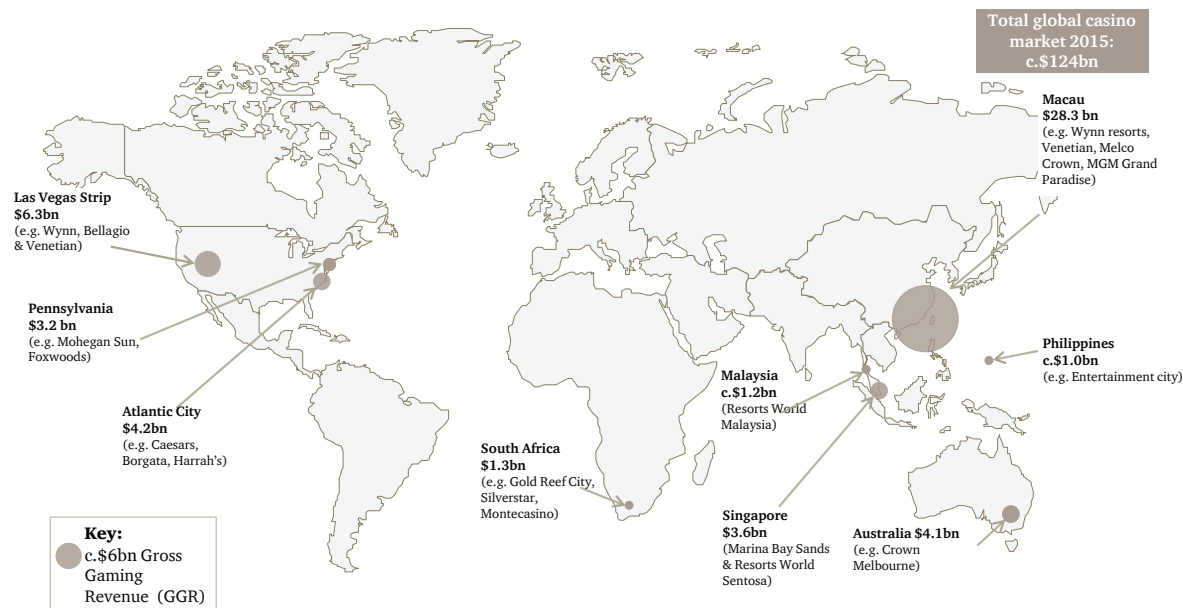 Total global casino
market 2015:
c.$124bn
Macau
$28.3 bn
(e.g. Wynn resorts,
Venetian, Melco
Crown, MGM Grand
Paradise)
Las Vegas Strip
$6.3bn
(e.g. Wynn, Bellagio
& Venetian)
Pennsylvania
$3.2 bn
(e.g. Mohegan Sun,
Foxwoods)
Atlantic City
$4.2bn
(e.g. Caesars,
Borgata, Harrah's)
Philippines
c.$1.0bn
(e.g. Entertainment city)
Malaysia
c.$1.2bn
(Resorts World
Malaysia)
South Africa
$1.3bn
(e.g. Gold Reef City,
Silverstar,
Montecasino)
Singapore
$3.6bn
(Marina Bay Sands
& Resorts World
Sentosa)
Australia $4.1bn
(e.g. Crown
Melbourne)
Key:
c.$6bn Gross
Gaming
Revenue (GGR)